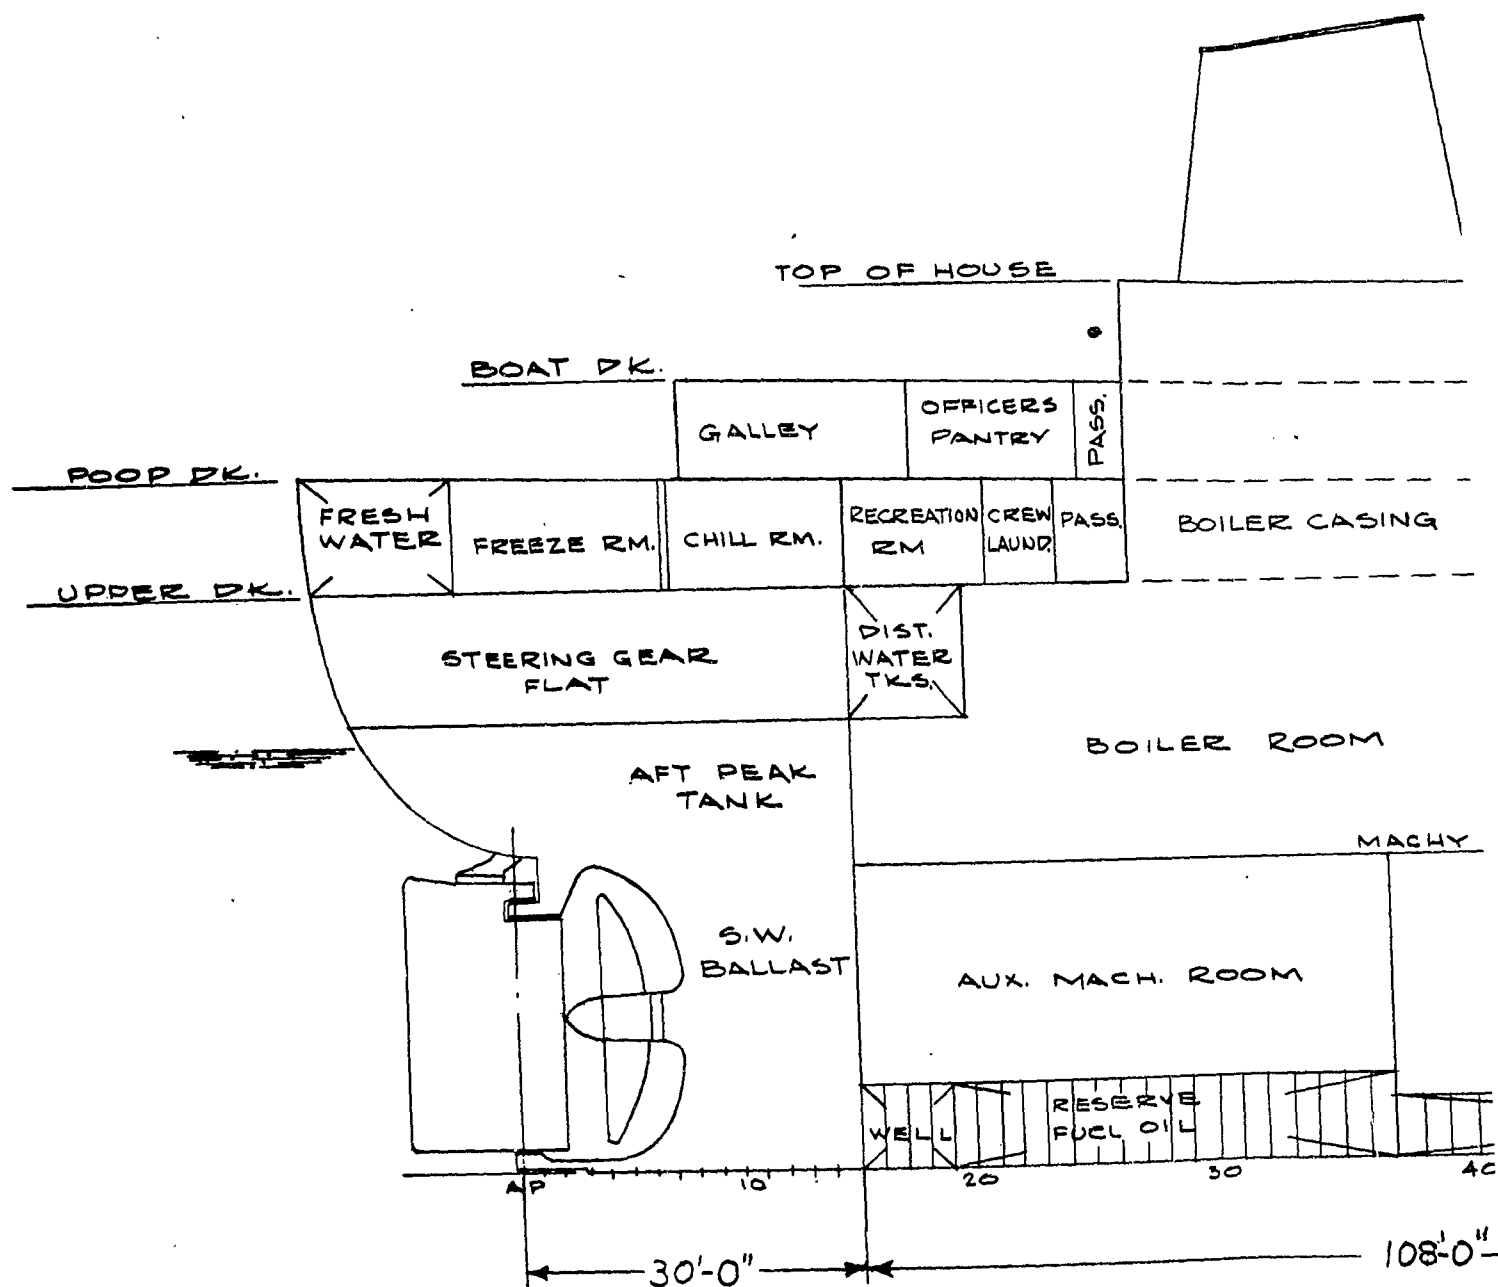 TOP OF HOUSE
BOAT DK.
GALLEY
OFFICERS
PANTRY
PASS.
POOP DK.
FRESH
WATER
FREEZE RM.
CHILL RM.
RECREATION
RM
CREW
LAUND.
PASS.
BOILER CASING
UPPER DK.
STEERING GEAR
FLAT
DIST.
WATER
TKS.
BOILER ROOM
AFT PEAK
TANK
MACHY
S.W.
BALLAST
AUX. MACH. ROOM
WELL
RESERVE
FUEL OIL
AP
10
20
30
40
30'-0"
108'-0"